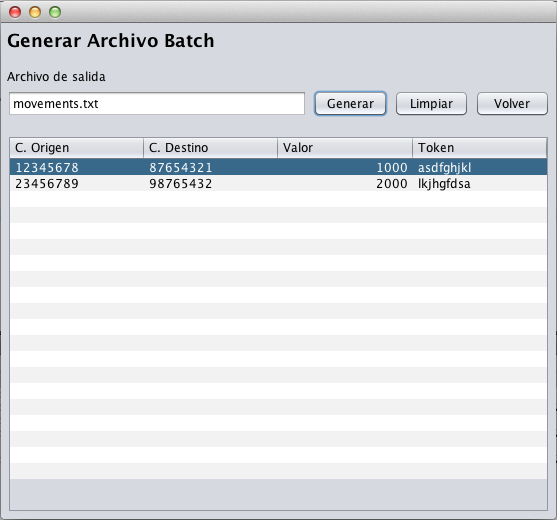 Generar Archivo Batch
Archivo de salida
movements.txt Generar Limpiar Volver
C. Origen C. Destino Valor Token
12345678 87654321 1000 asdfghjkl
23456789 98765432 2000 lkjhgfdsa